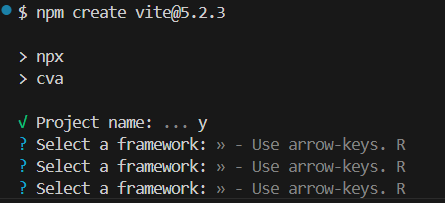 $ npm create vite@5.2.3
> npx
> cva
√ Project name: ... y
? Select a framework: » - Use arrow-keys. R
? Select a framework: » - Use arrow-keys. R
? Select a framework: » - Use arrow-keys. R